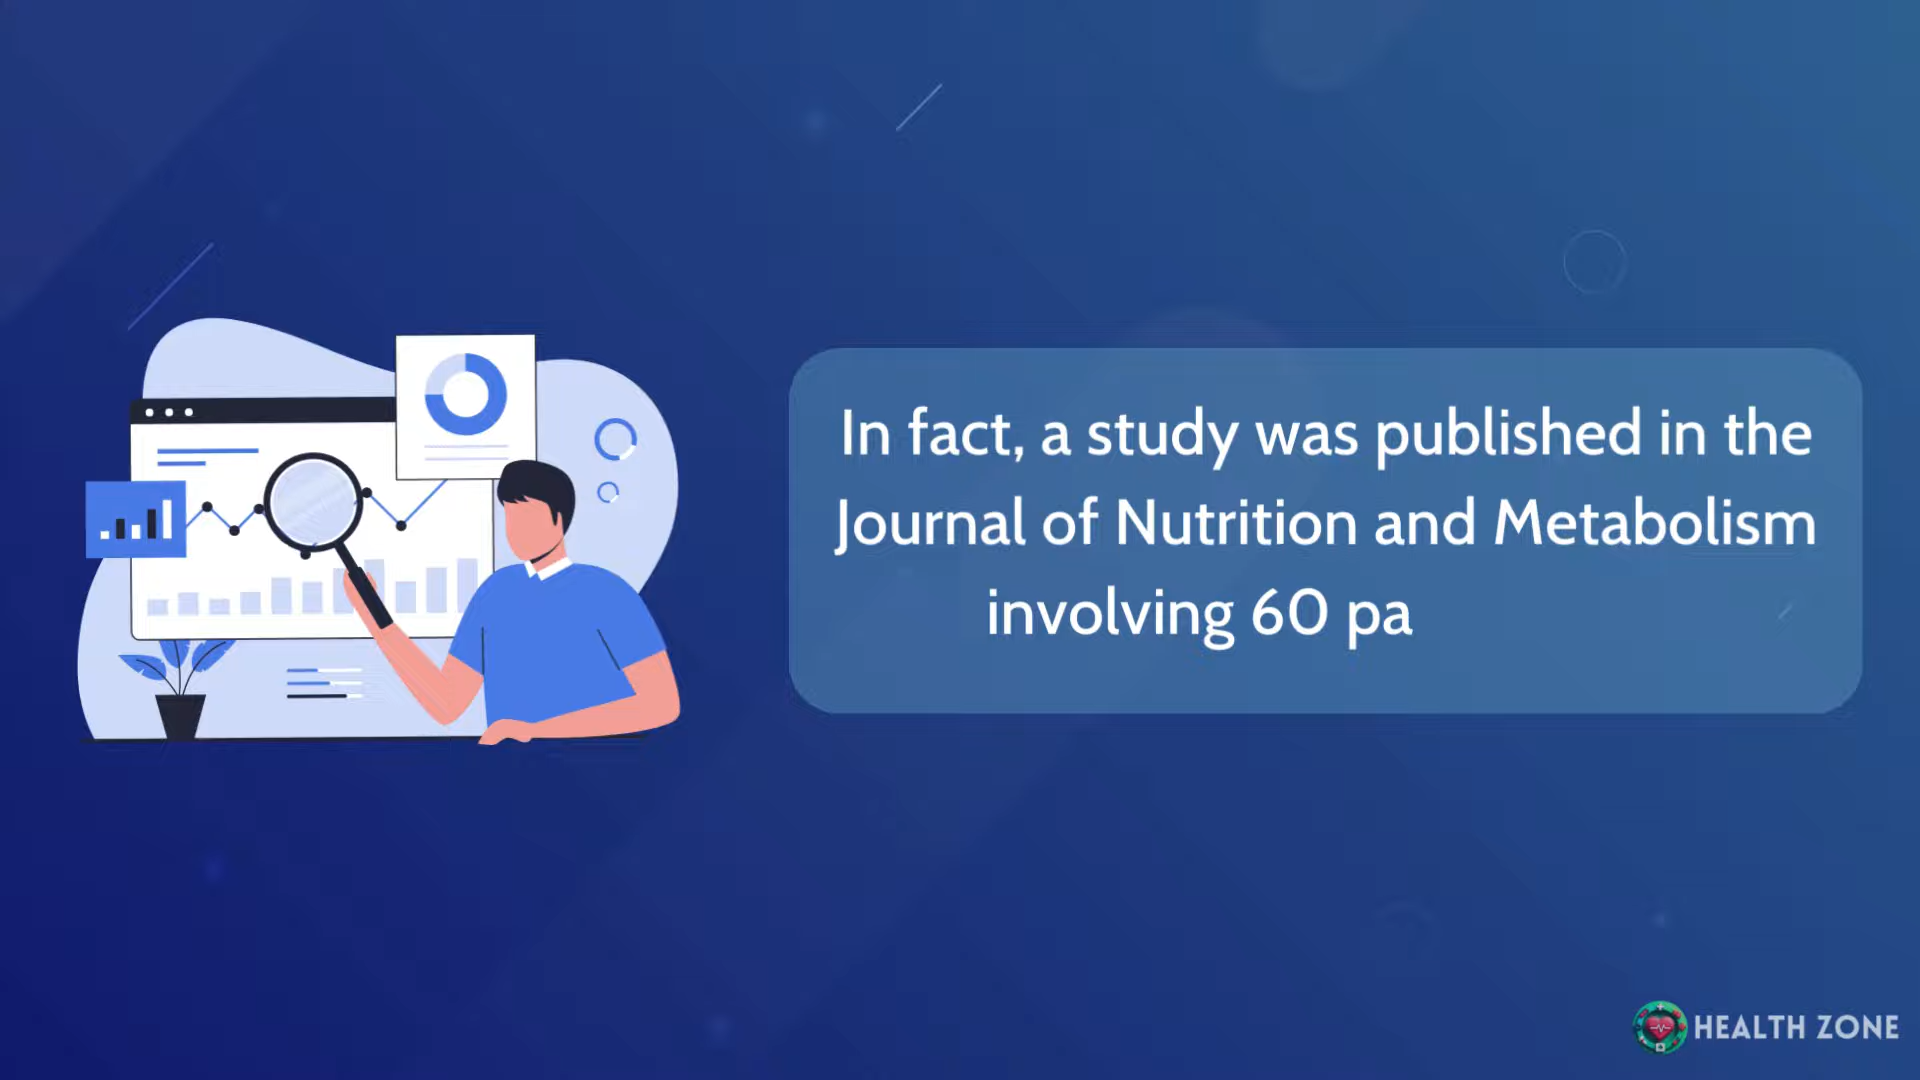 In fact, a study was published in the
Journal of Nutrition and Metabolism
involving 60 pa
HEALTH ZONE